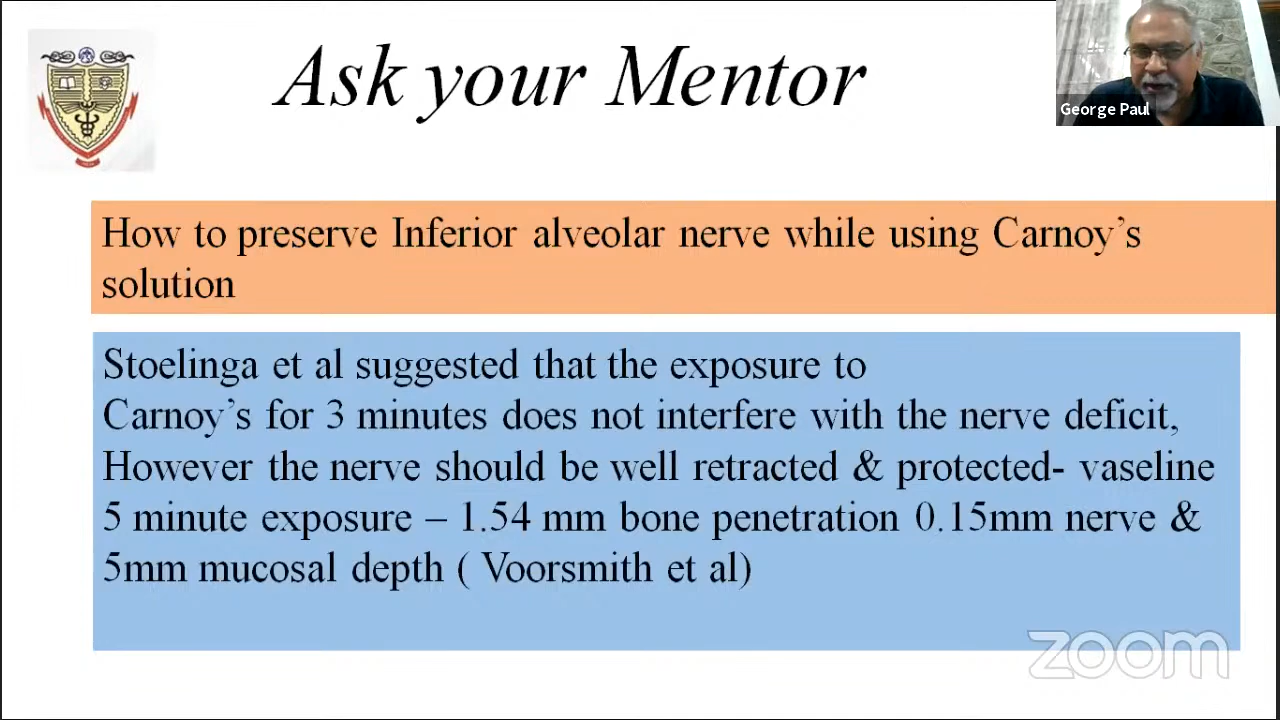 Ask your Mentor
George Paul
How to preserve Inferior alveolar nerve while using Carnoy’s
solution
Stoelinga et al suggested that the exposure to
Carnoy’s for 3 minutes does not interfere with the nerve deficit,
However the nerve should be well retracted & protected- vaseline
5 minute exposure – 1.54 mm bone penetration 0.15mm nerve &
5mm mucosal depth ( Voorsmith et al)
zoom